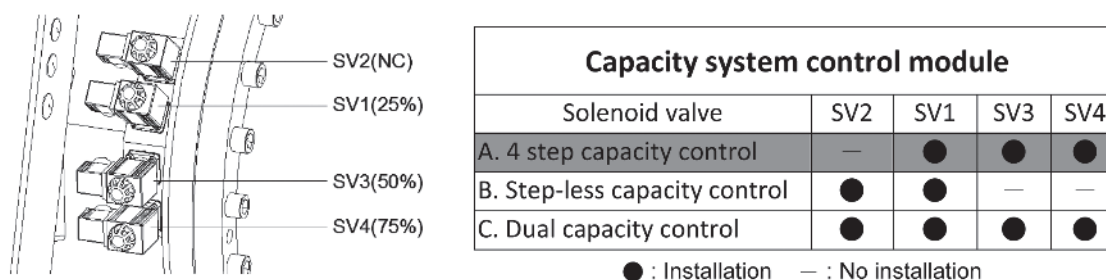 SV2(NC)
SV1(25%)
SV3(50%)
SV4(75%)
Capacity system control module
Solenoid valve SV2 SV1 SV3 SV4
A. 4 step capacity control — ● ● ●
B. Step-less capacity control ● ● — —
C. Dual capacity control ● ● ● ●
● : Installation — : No installation